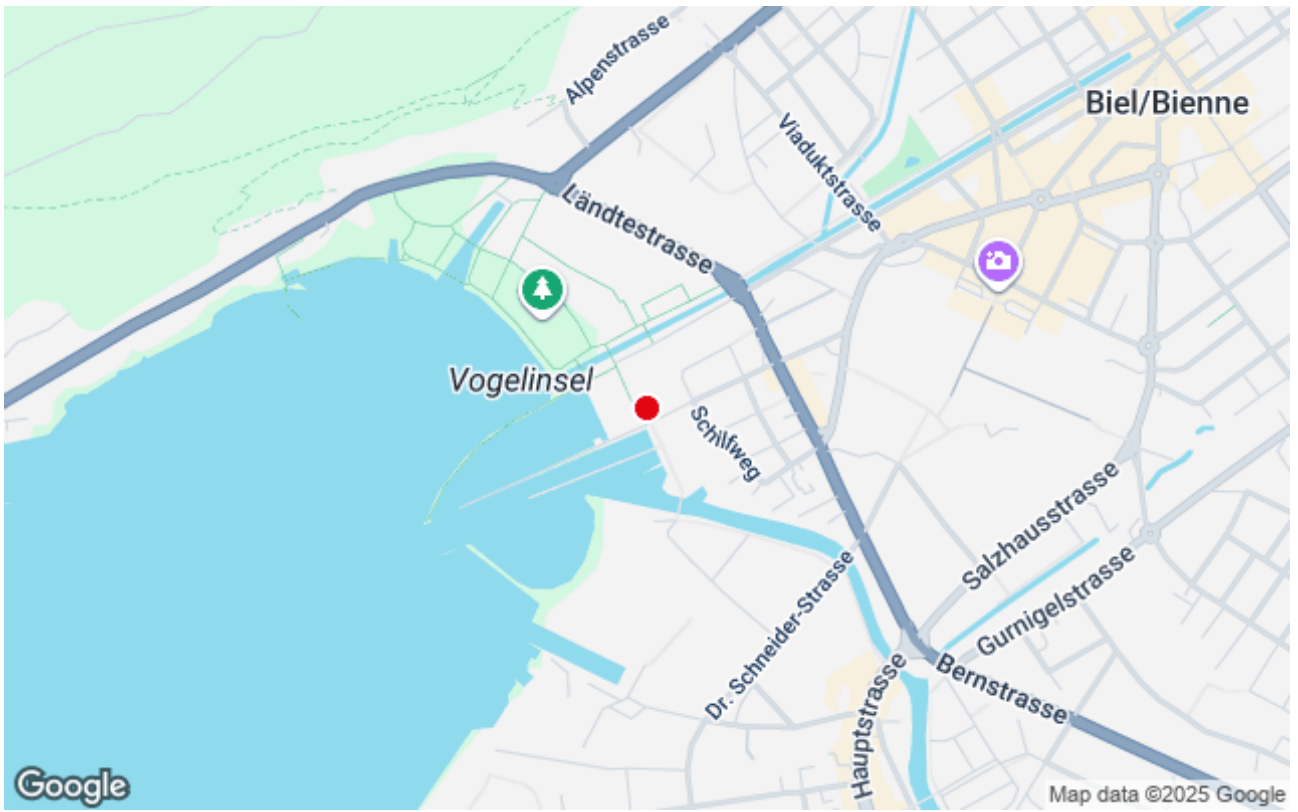 Alpenstrasse
Biel/Bienne
Viaduktstrasse
Ländtestrasse
Vogelinsel
Schilfweg
Salzhausstrasse
Gurnigelstrasse
Dr. Schneider-Strasse
Bernstrasse
Hauptstrasse
Google
Map data ©2025 Google